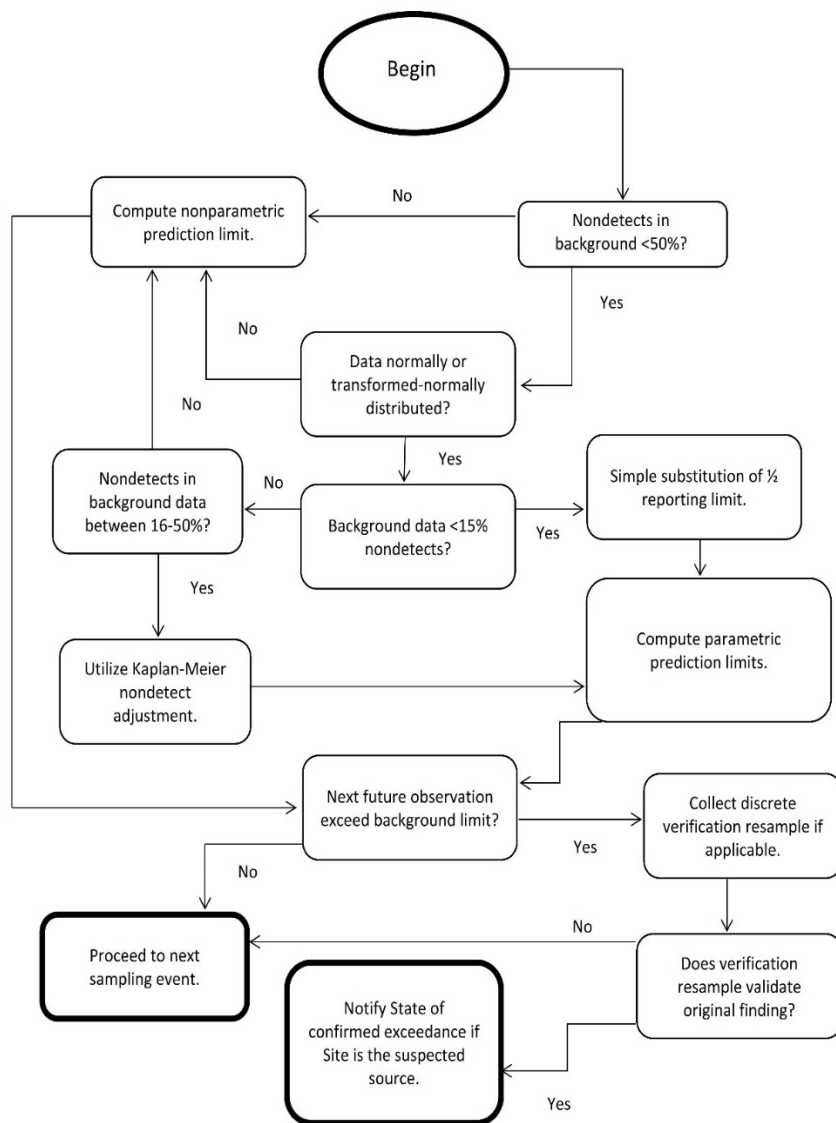 Begin
No
Compute nonparametric
prediction limit.
Nondetects in
background <50%?
Yes
No
Data normally or
transformed-normally
distributed?
No
Yes
Nondetects in
background data
between 16-50%?
No
Background data <15%
nondetects?
Yes
Simple substitution of ½
reporting limit.
Yes
Utilize Kaplan-Meier
nondetect
adjustment.
Compute parametric
prediction limits.
Next future observation
exceed background limit?
Yes
Collect discrete
verification resample if
applicable.
No
Proceed to next
sampling event.
No
Does verification
resample validate
original finding?
Notify State of
confirmed exceedance if
Site is the suspected
source.
Yes